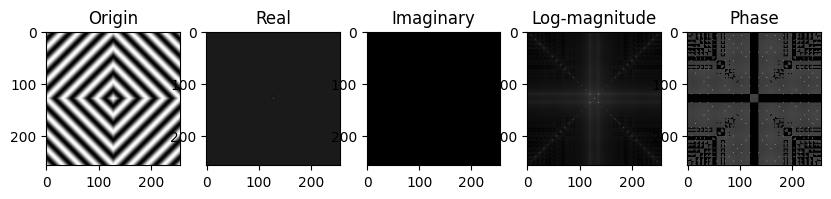 Origin Real Imaginary Log-magnitude Phase
0 0 0 0 0
100 100 100 100 100
200 200 200 200 200
0 100 200 0 100 200 0 100 200 0 100 200 0 100 200